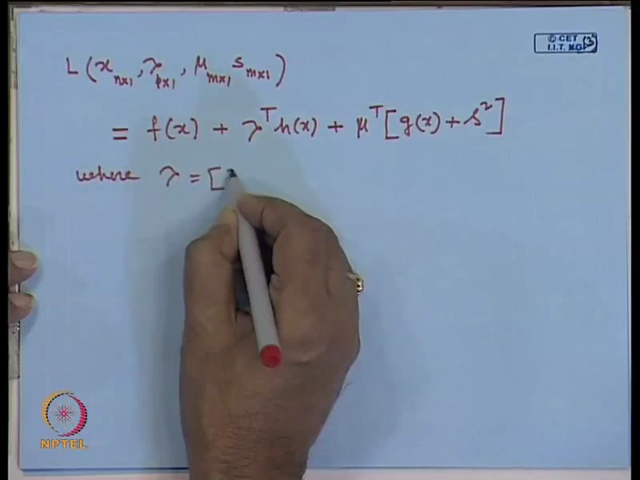 © CET
I.I.T. KGP
L(x_{n×1}, λ_{p×1}, μ_{m×1} s_{m×1})
= f(x) + λ^T h(x) + μ^T [g(x) + s^2]
where λ = [
NPTEL